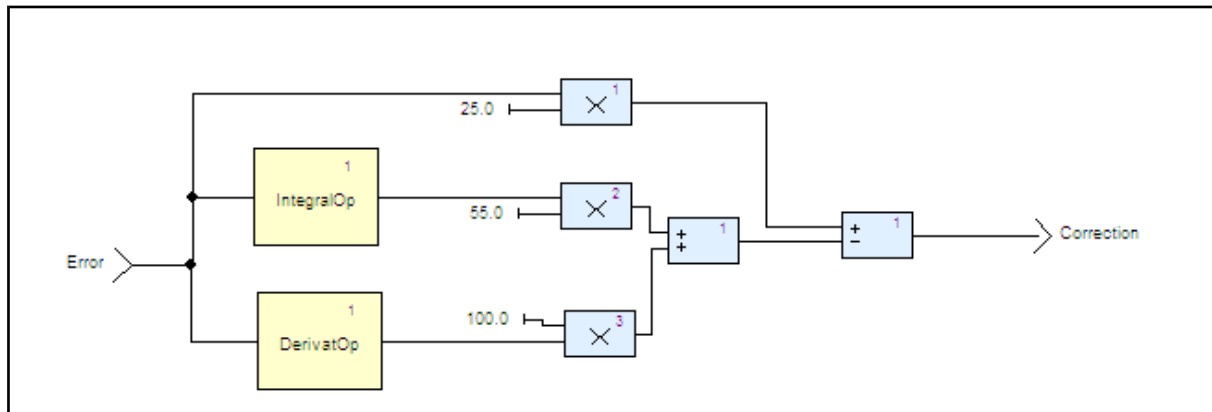 1
25.0
1
IntegralOp
2
55.0
1
1
Correction
Error
1
DerivatOp
100.0
3